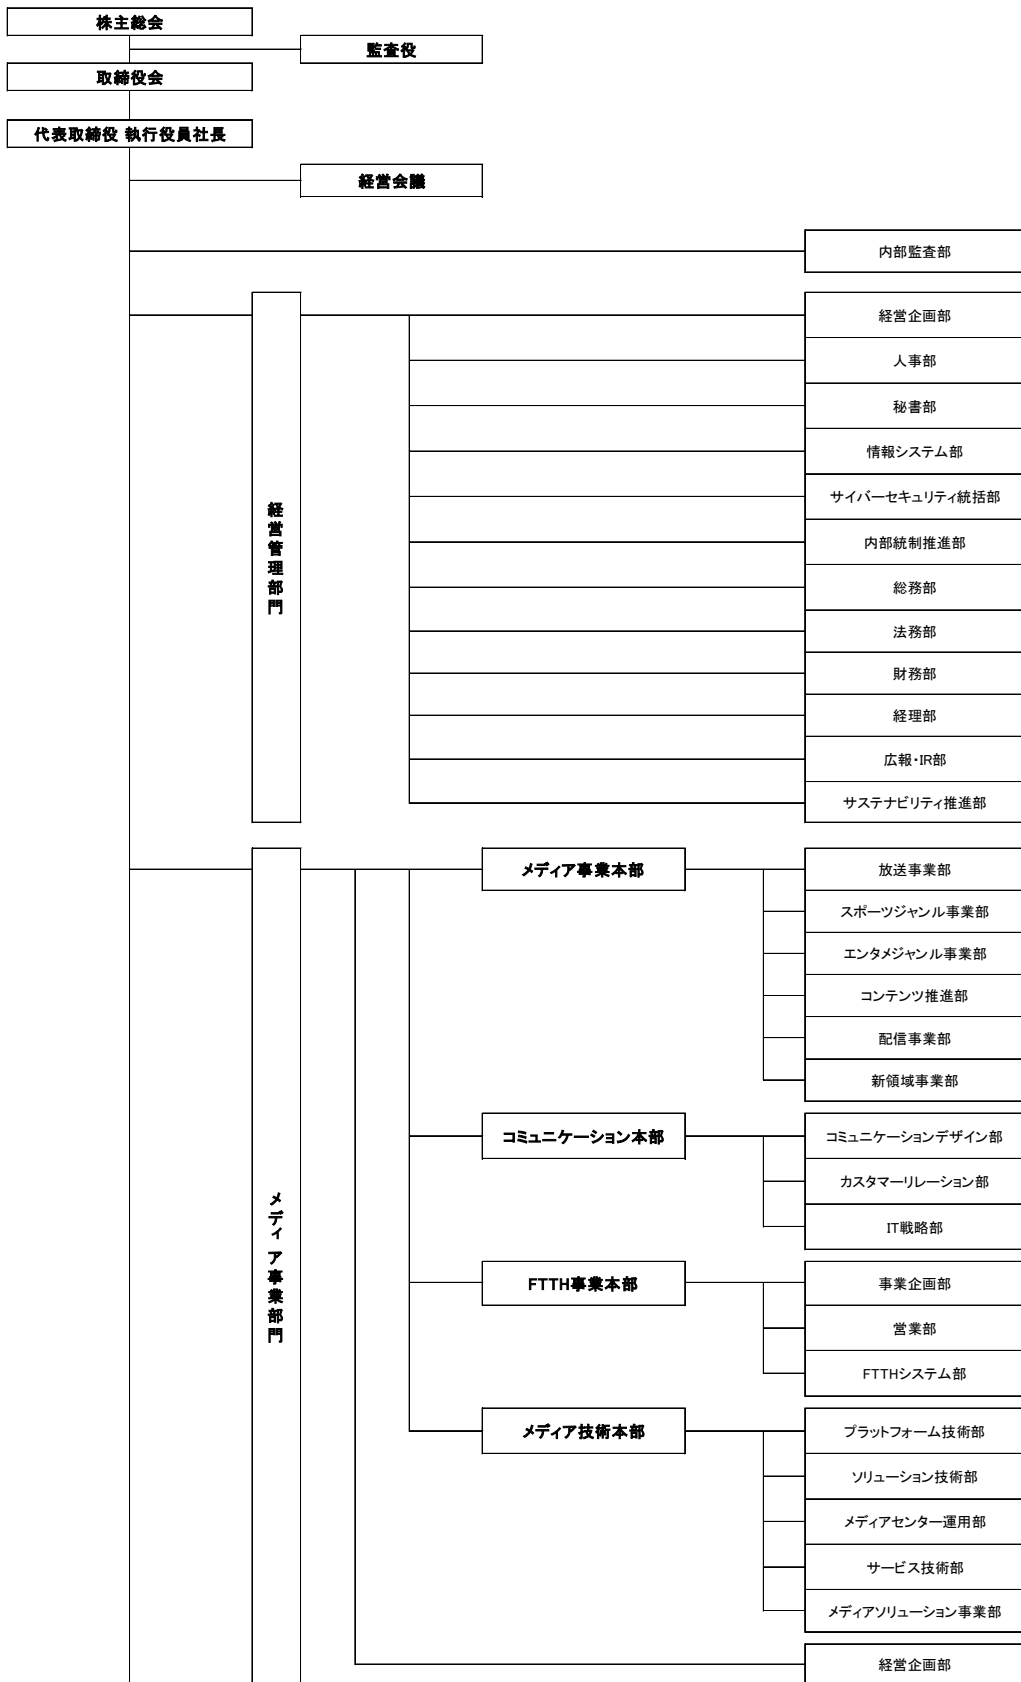 株主総会
監査役
取締役会
代表取締役 執行役員社長
経営会議
内部監査部
経営管理部門
経営企画部
人事部
秘書部
情報システム部
サイバーセキュリティ統括部
内部統制推進部
総務部
法務部
財務部
経理部
広報・IR部
サステナビリティ推進部
メディア事業部門
メディア事業本部
放送事業部
スポーツジャンル事業部
エンタメジャンル事業部
コンテンツ推進部
配信事業部
新領域事業部
コミュニケーション本部
コミュニケーションデザイン部
カスタマーリレーション部
IT戦略部
FTTH事業本部
事業企画部
営業部
FTTHシステム部
メディア技術本部
プラットフォーム技術部
ソリューション技術部
メディアセンター運用部
サービス技術部
メディアソリューション事業部
経営企画部